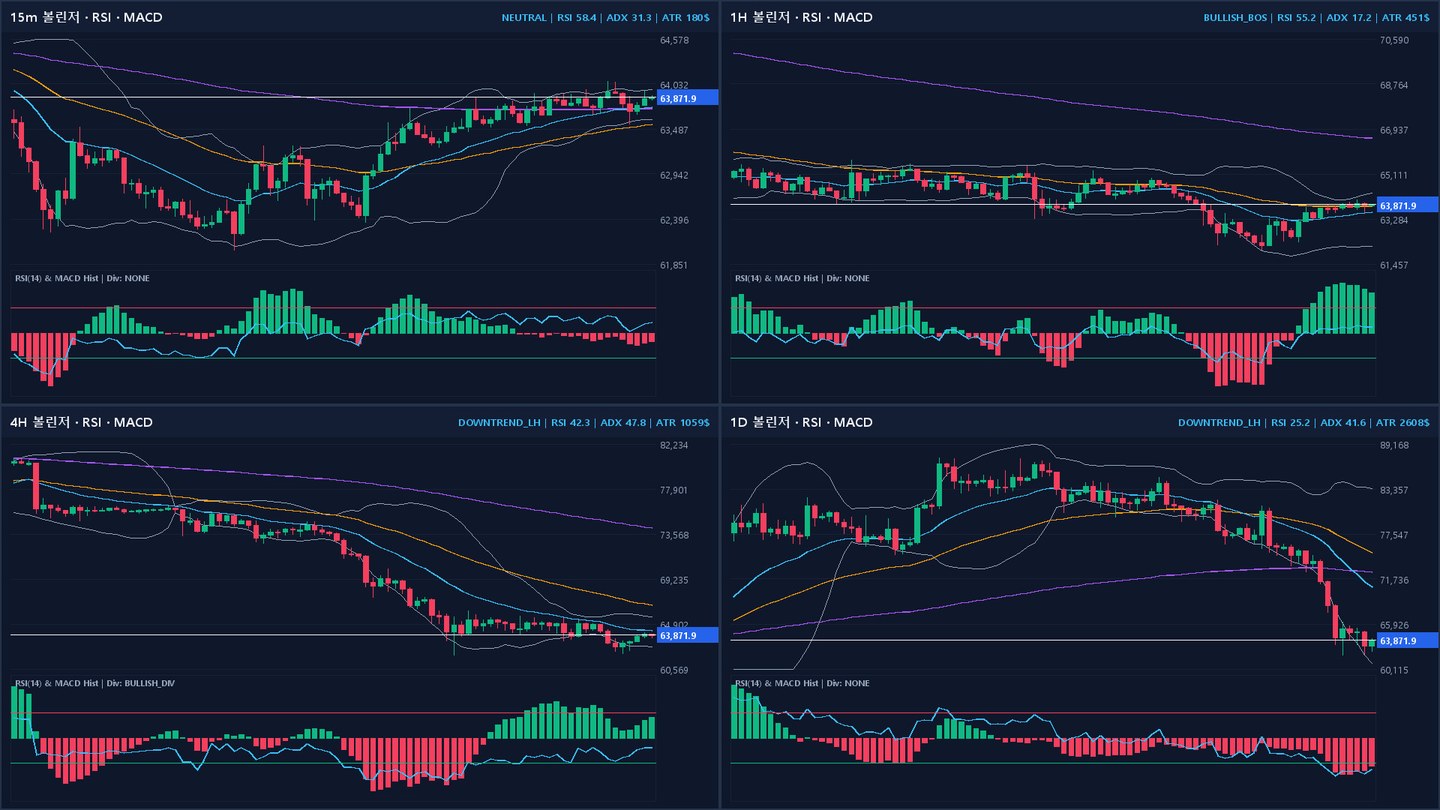 15m 볼린저 · RSI · MACD
NEUTRAL | RSI 58.4 | ADX 31.3 | ATR 180$
64,578
64,032
63,871.9
63,487
62,942
62,396
61,851
RSI(14) & MACD Hist | Div: NONE
1H 볼린저 · RSI · MACD
BULLISH_BOS | RSI 55.2 | ADX 17.2 | ATR 451$
70,590
68,764
66,937
65,111
63,871.9
63,284
61,457
RSI(14) & MACD Hist | Div: NONE
4H 볼린저 · RSI · MACD
DOWNTREND_LH | RSI 42.3 | ADX 47.8 | ATR 1059$
82,234
77,901
73,568
69,235
64,902
63,871.9
60,569
RSI(14) & MACD Hist | Div: BULLISH_DIV
1D 볼린저 · RSI · MACD
DOWNTREND_LH | RSI 25.2 | ADX 41.6 | ATR 2608$
89,168
83,357
77,547
71,736
65,926
63,871.9
60,115
RSI(14) & MACD Hist | Div: NONE